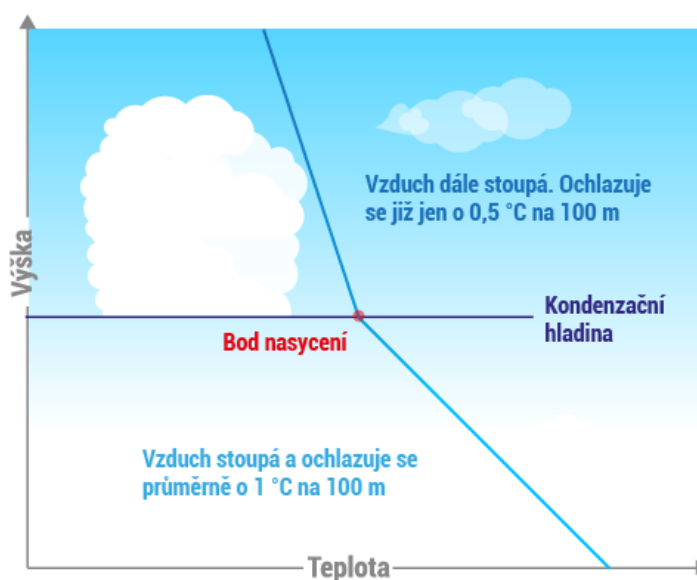 Výška
Vzduch dále stoupá. Ochlazuje
se již jen o 0,5 °C na 100 m
Kondenzační
hladina
Bod nasycení
Vzduch stoupá a ochlazuje se
průměrně o 1 °C na 100 m
Teplota